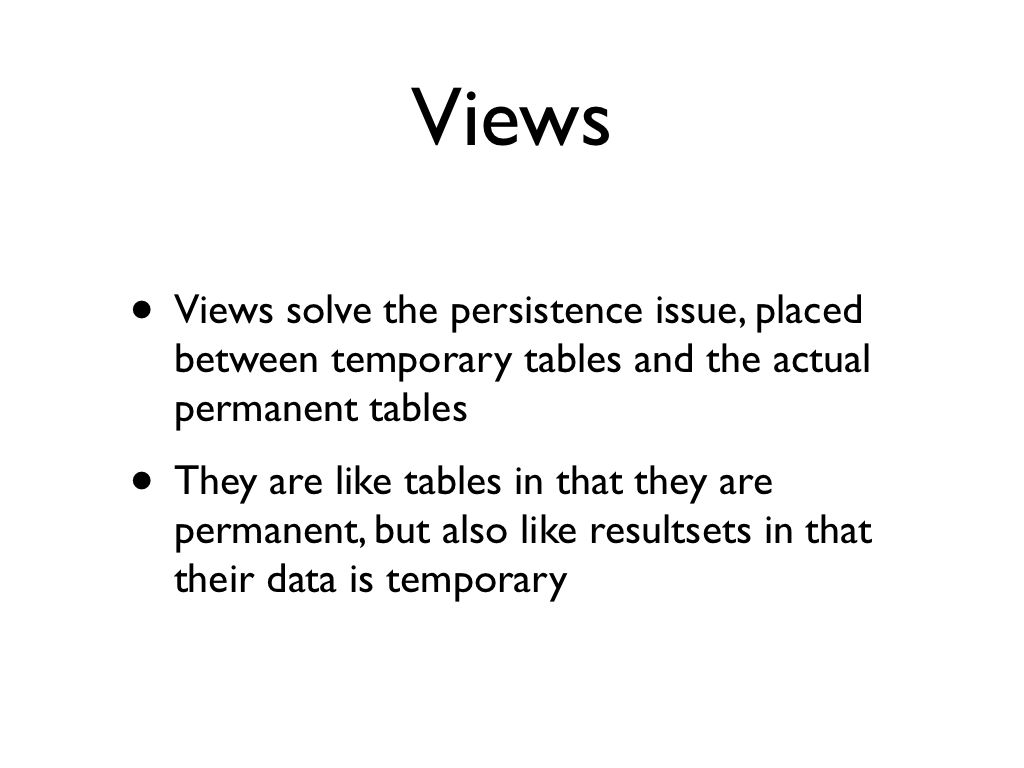 Views
• Views solve the persistence issue, placed
between temporary tables and the actual
permanent tables
• They are like tables in that they are
permanent, but also like resultsets in that
their data is temporary